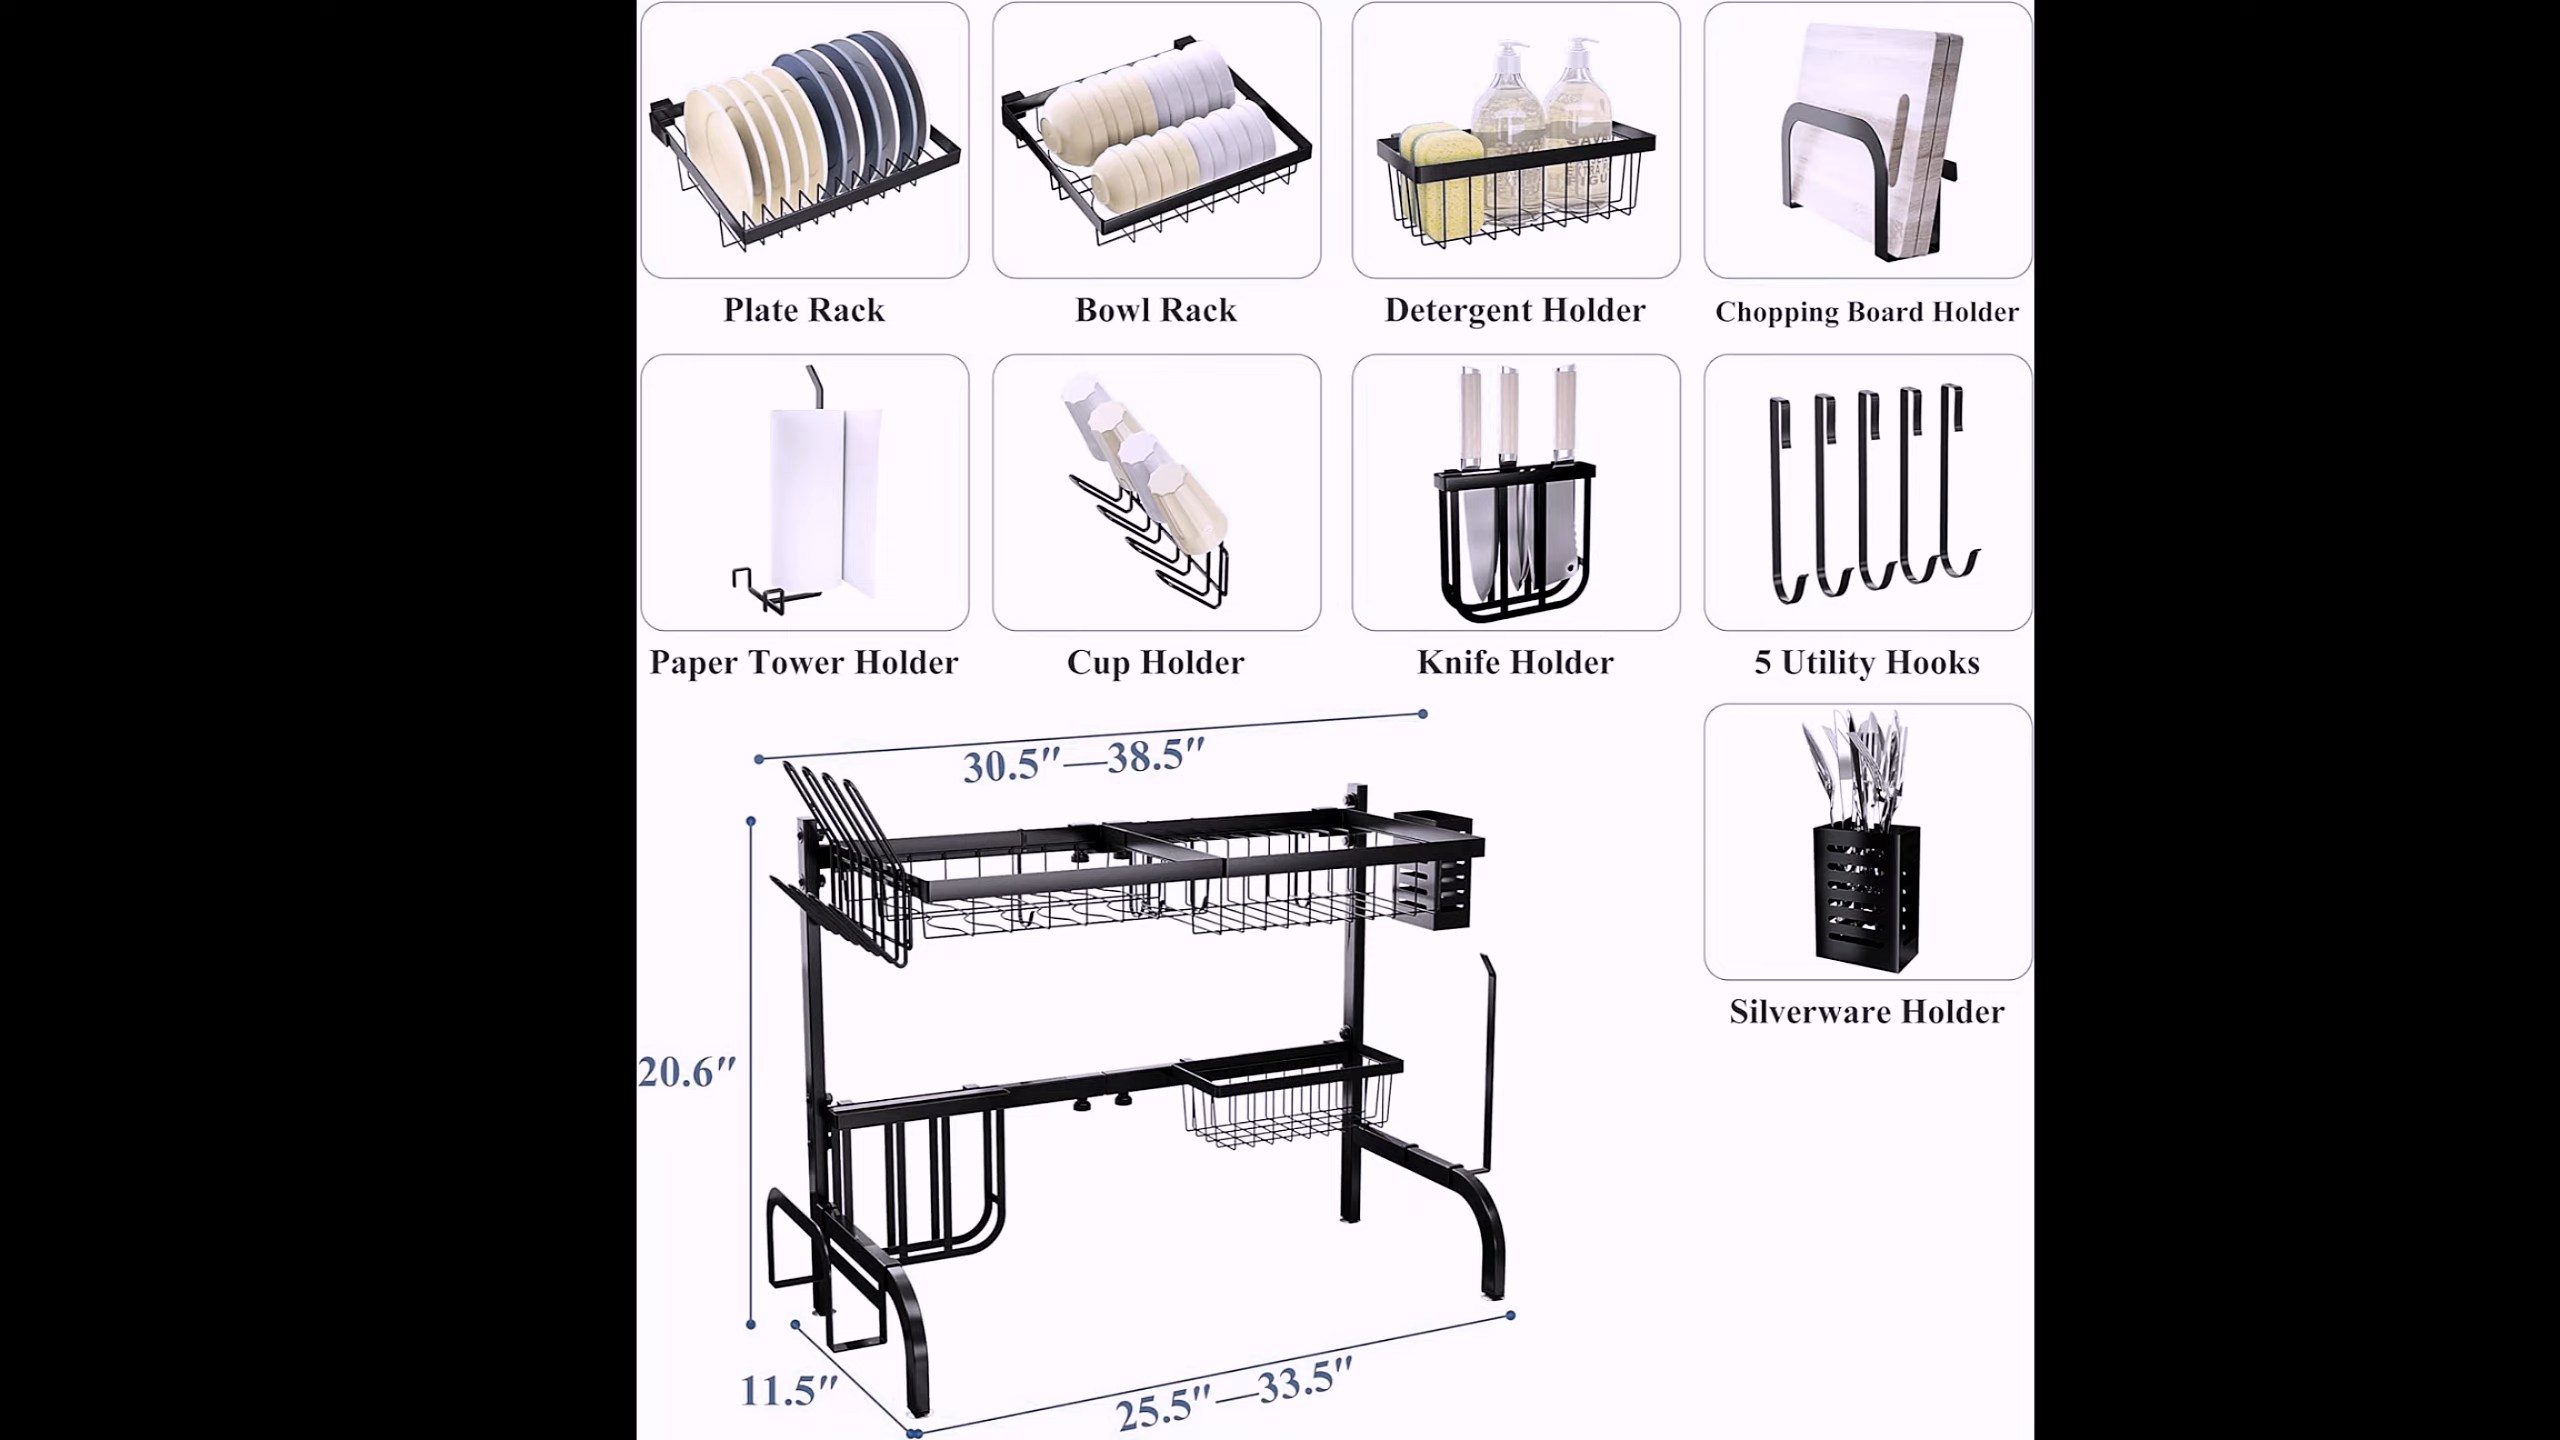 Plate Rack
Bowl Rack
Detergent Holder
Chopping Board Holder
Paper Tower Holder
Cup Holder
Knife Holder
5 Utility Hooks
30.5"—38.5"
Silverware Holder
20.6"
11.5"
25.5"—33.5"